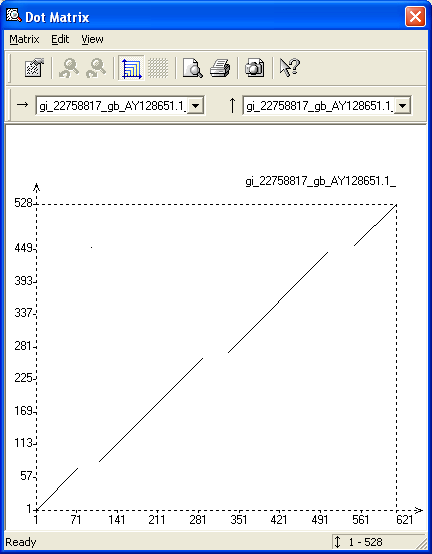 Dot Matrix
Matrix Edit View
gi_22758817_gb_AY128651.1_ gi_22758817_gb_AY128651.1_
gi_22758817_gb_AY128651.1_
528
449
393
337
281
225
169
113
57
1
1 71 141 211 281 351 421 491 561 621
Ready 1 - 528